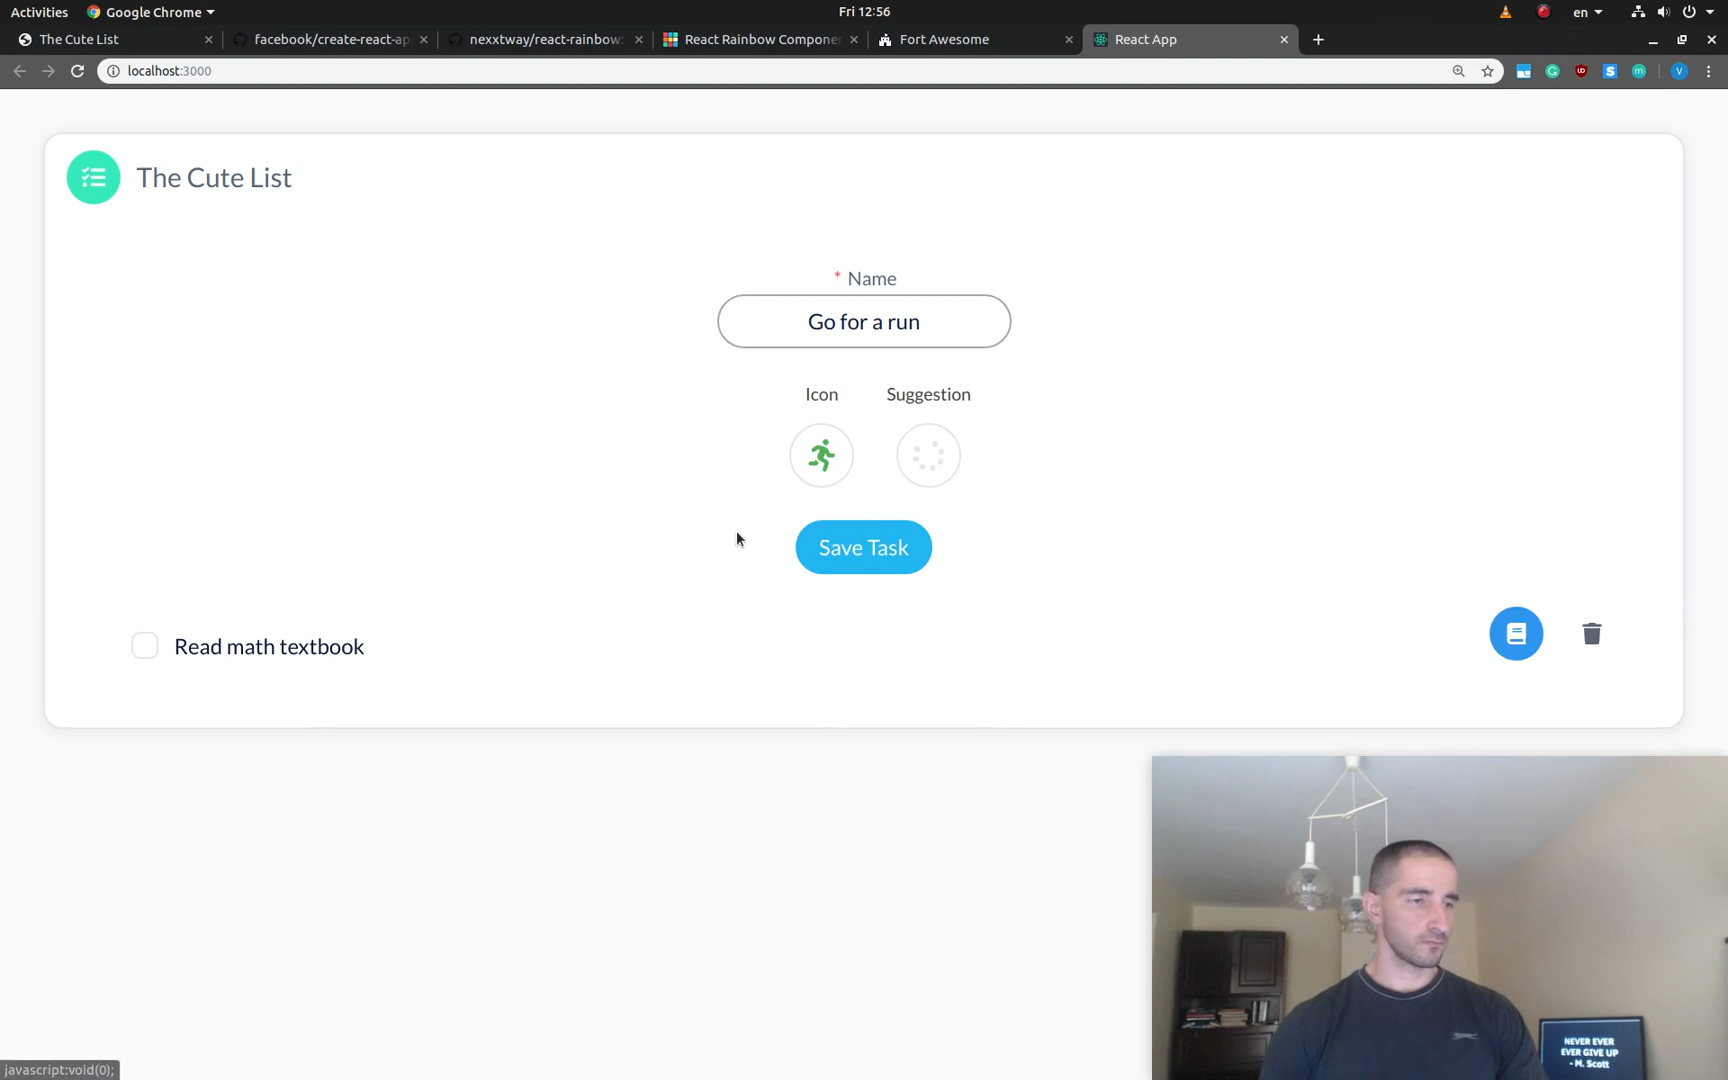 Activities
Google Chrome
Fri 12:56
en
The Cute List
facebook/create-react-ap
nexxtway/react-rainbow:
React Rainbow Compone
Fort Awesome
React App
localhost:3000
V
The Cute List
* Name
Go for a run
Icon
Suggestion
Save Task
Read math textbook
NEVER EVER
EVER GIVE UP
- M. Scott
javascript:void(0);